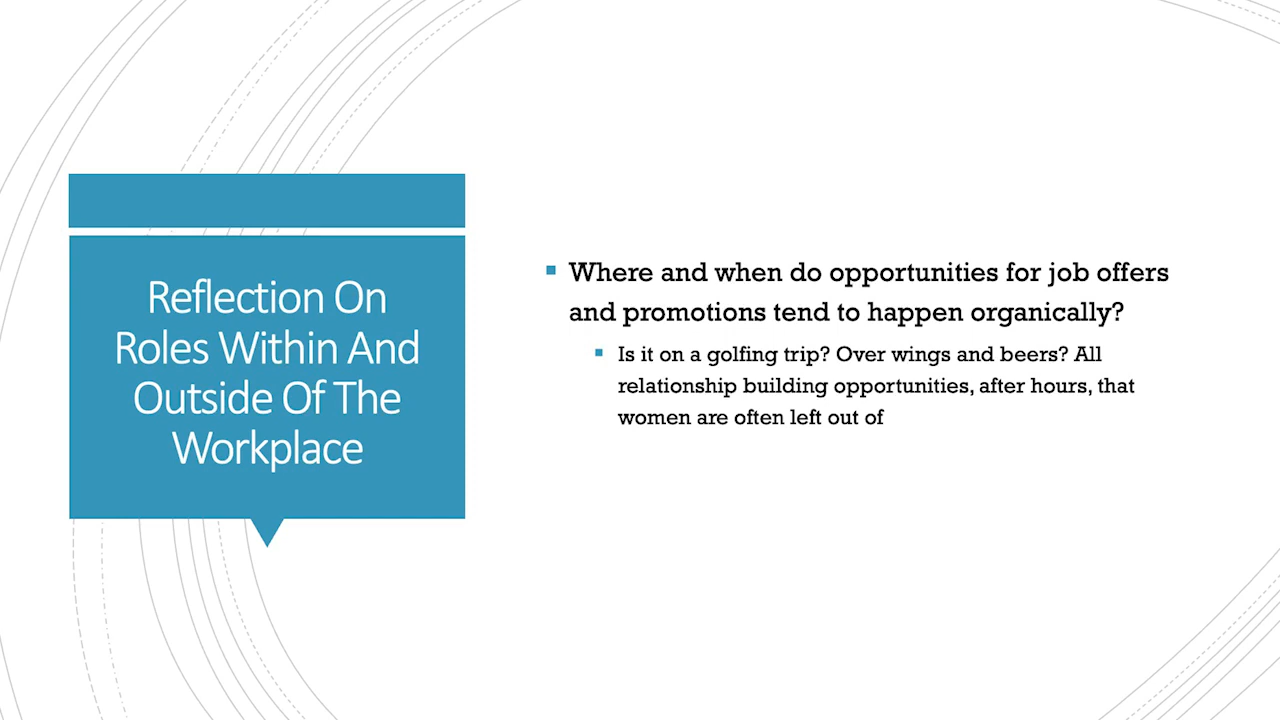 Reflection On
Roles Within And
Outside Of The
Workplace
Where and when do opportunities for job offers
and promotions tend to happen organically?
Is it on a golfing trip? Over wings and beers? All
relationship building opportunities, after hours, that
women are often left out of